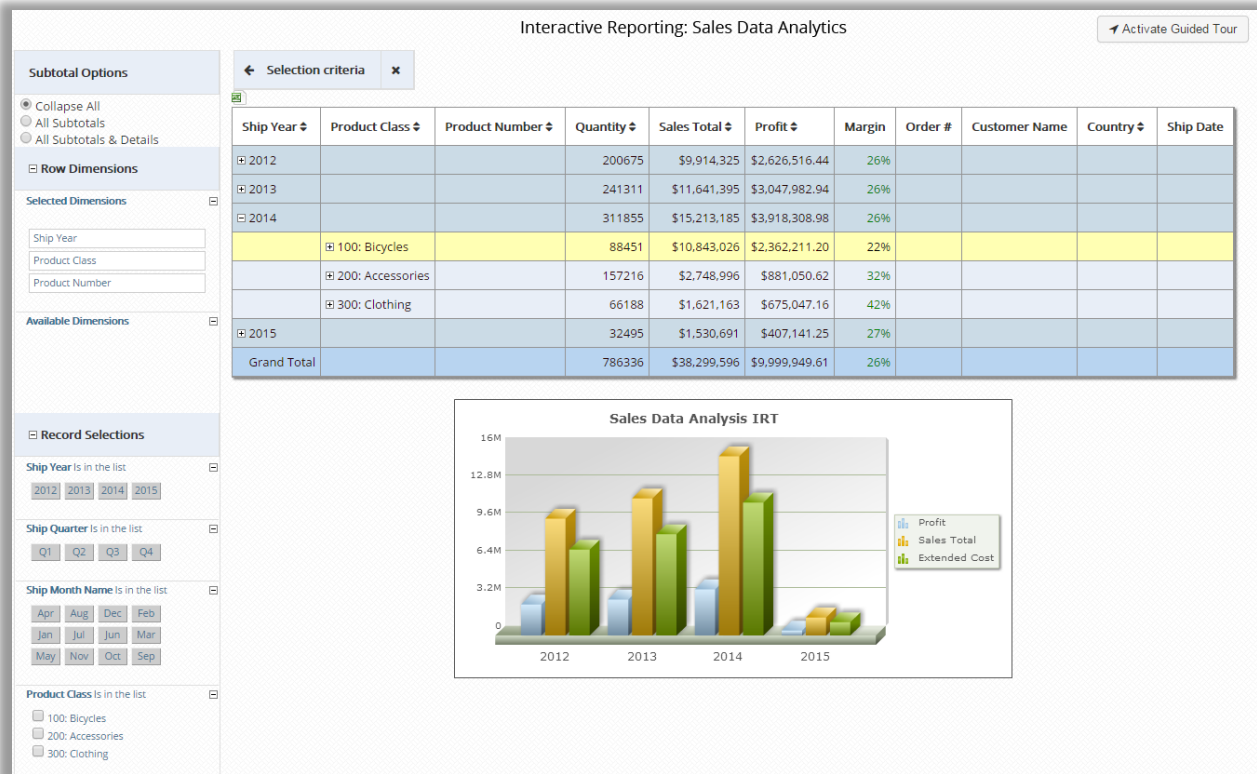 Interactive Reporting: Sales Data Analytics
Activate Guided Tour
Subtotal Options
Collapse All
All Subtotals
All Subtotals & Details
Row Dimensions
Selected Dimensions
Ship Year
Product Class
Product Number
Available Dimensions
Record Selections
Ship Year Is in the list
2012 2013 2014 2015
Ship Quarter Is in the list
Q1 Q2 Q3 Q4
Ship Month Name Is in the list
Apr Aug Dec Feb
Jan Jul Jun Mar
May Nov Oct Sep
Product Class Is in the list
100: Bicycles
200: Accessories
300: Clothing
Selection criteria
Ship Year Product Class Product Number Quantity Sales Total Profit Margin Order # Customer Name Country Ship Date
2012 200675 $9,914,325 $2,626,516.44 26%
2013 241311 $11,641,395 $3,047,982.94 26%
2014 311855 $15,213,185 $3,918,308.98 26%
100: Bicycles 88451 $10,843,026 $2,362,211.20 22%
200: Accessories 157216 $2,748,996 $881,050.62 32%
300: Clothing 66188 $1,621,163 $675,047.16 42%
2015 32495 $1,530,691 $407,141.25 27%
Grand Total 786336 $38,299,596 $9,999,949.61 26%
Sales Data Analysis IRT
16M
12.8M
9.6M
6.4M
3.2M
0
2012 2013 2014 2015
Profit
Sales Total
Extended Cost